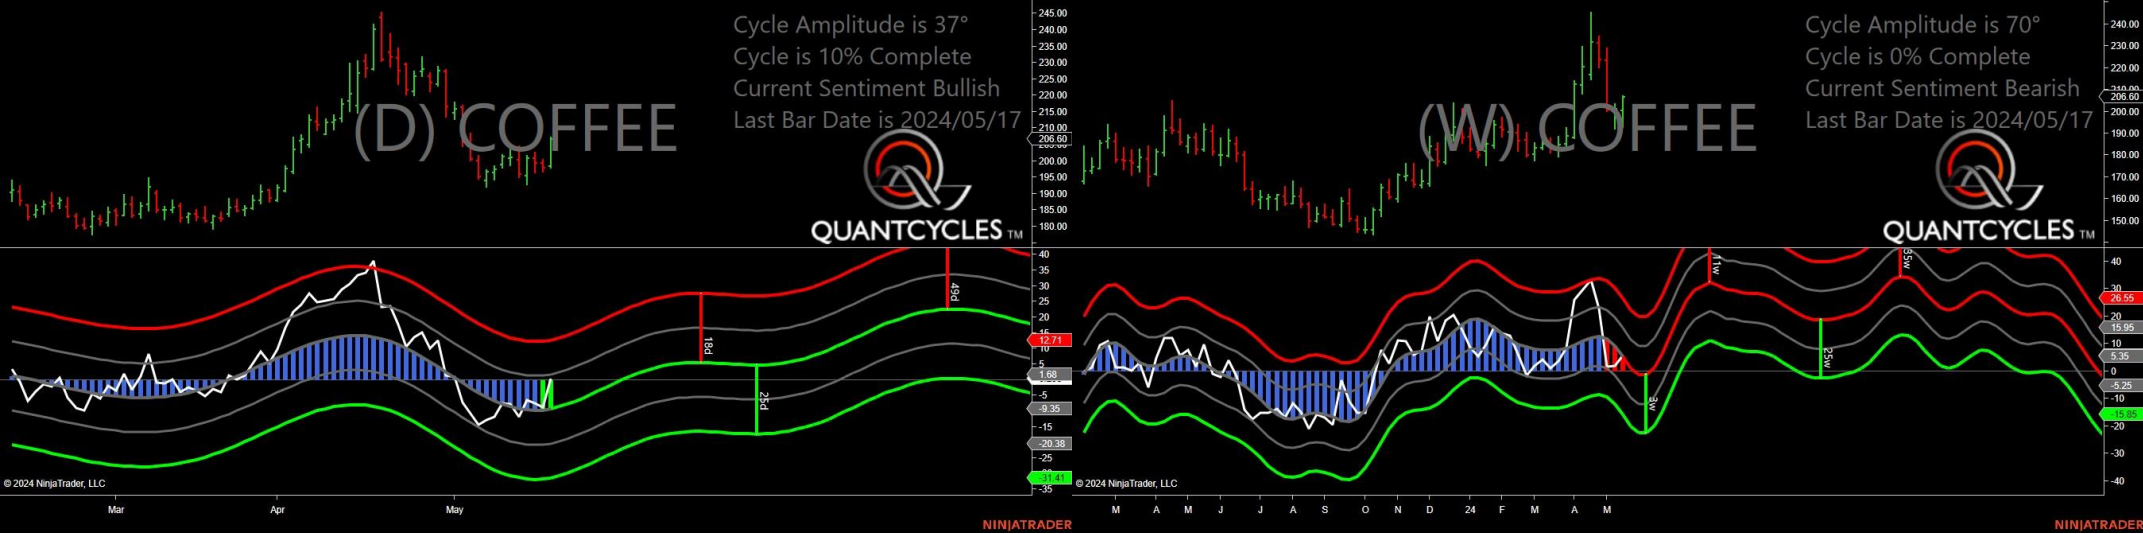 Cycle Amplitude is 37°
Cycle is 10% Complete
Current Sentiment Bullish
Last Bar Date is 2024/05/17
(D) COFFEE
QUANTCYCLES TM
245.00
240.00
235.00
230.00
225.00
220.00
215.00
210.00
206.60
200.00
195.00
190.00
185.00
180.00
40
35
30
25
20
15
12.71
10
5
1.68
-5
-9.35
-15
-20.38
-25
-31.41
-35
18d
25d
49d
© 2024 NinjaTrader, LLC
Mar
Apr
May
NINJATRADER
Cycle Amplitude is 70°
Cycle is 0% Complete
Current Sentiment Bearish
Last Bar Date is 2024/05/17
(W) COFFEE
QUANTCYCLES TM
240.00
230.00
220.00
210.00
206.60
200.00
190.00
180.00
170.00
160.00
150.00
40
30
26.55
20
15.95
10
5.35
0
-5.25
-10
-15.85
-20
-30
-40
3w
11w
25w
35w
© 2024 NinjaTrader, LLC
M A M J J A S O N D 24 F M A M
NINJATRADER